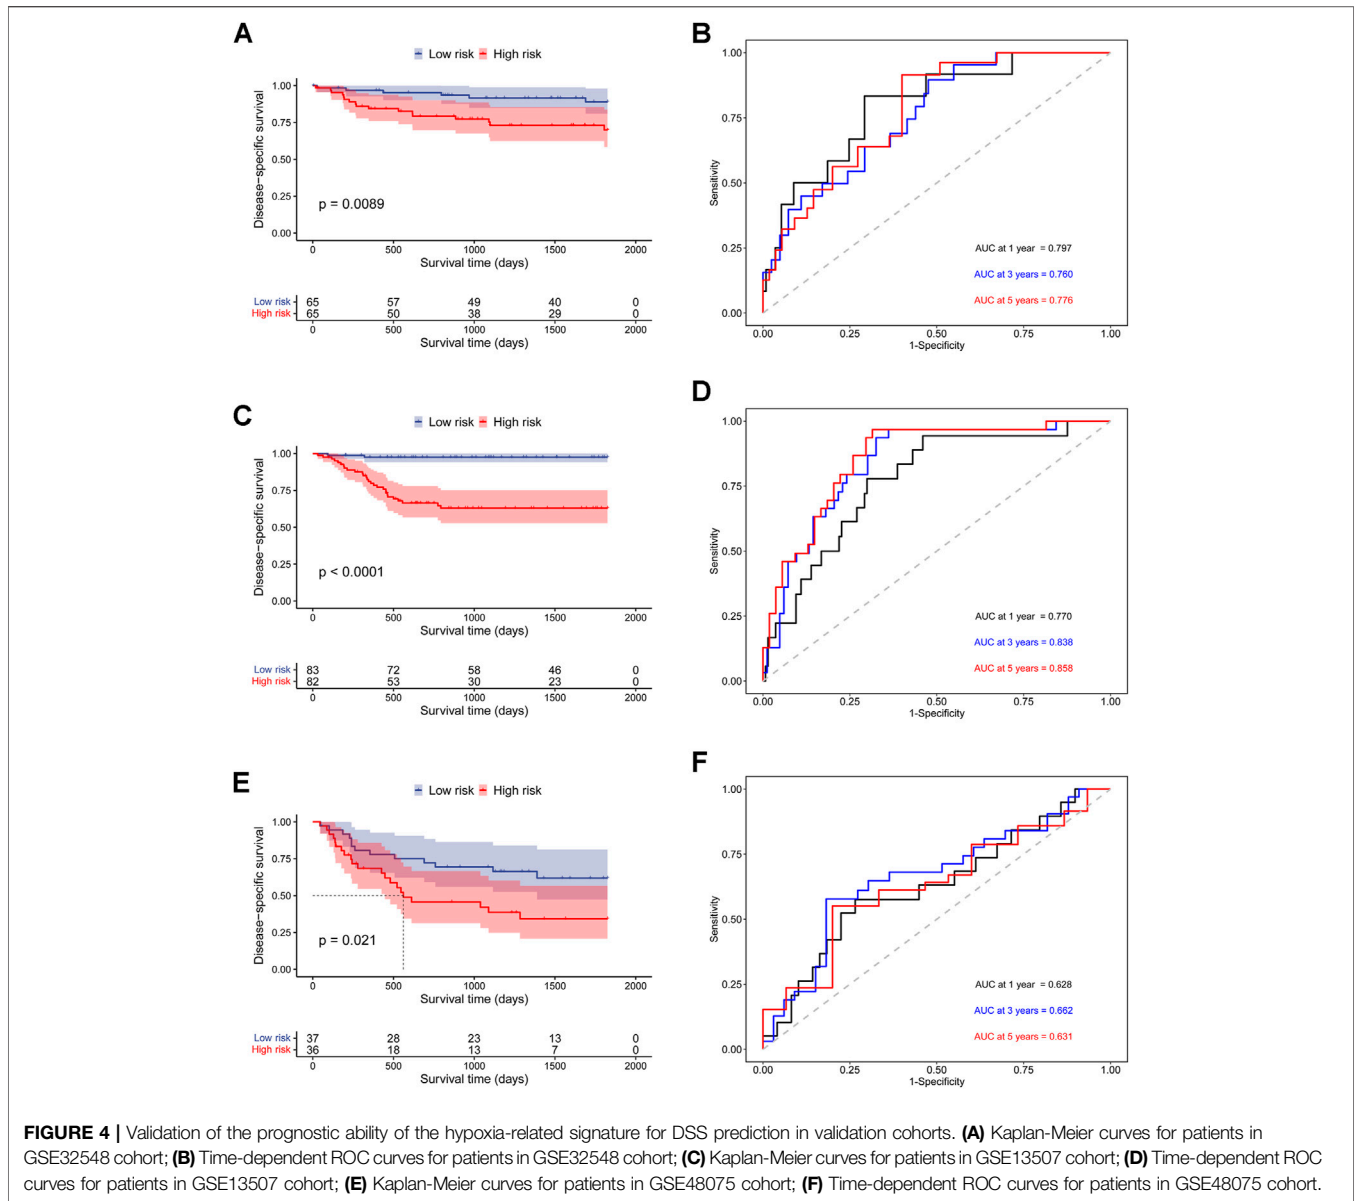 A
Low risk High risk
Disease−specific survival
1.00
0.75
0.50
0.25
0.00
p = 0.0089
0 500 1000 1500 2000
Survival time (days)
Low risk 65 57 49 40 0
High risk 65 50 38 29 0
0 500 1000 1500 2000
Survival time (days)
B
Sensitivity
1.00
0.75
0.50
0.25
0.00
AUC at 1 year = 0.797
AUC at 3 years = 0.760
AUC at 5 years = 0.776
0.00 0.25 0.50 0.75 1.00
1-Specificity
C
Low risk High risk
Disease−specific survival
1.00
0.75
0.50
0.25
0.00
p < 0.0001
0 500 1000 1500 2000
Survival time (days)
Low risk 83 72 58 46 0
High risk 82 53 30 23 0
0 500 1000 1500 2000
Survival time (days)
D
Sensitivity
1.00
0.75
0.50
0.25
0.00
AUC at 1 year = 0.770
AUC at 3 years = 0.838
AUC at 5 years = 0.858
0.00 0.25 0.50 0.75 1.00
1-Specificity
E
Low risk High risk
Disease−specific survival
1.00
0.75
0.50
0.25
0.00
p = 0.021
0 500 1000 1500 2000
Survival time (days)
Low risk 37 28 23 13 0
High risk 36 18 13 7 0
0 500 1000 1500 2000
Survival time (days)
F
Sensitivity
1.00
0.75
0.50
0.25
0.00
AUC at 1 year = 0.628
AUC at 3 years = 0.662
AUC at 5 years = 0.631
0.00 0.25 0.50 0.75 1.00
1-Specificity
FIGURE 4 | Validation of the prognostic ability of the hypoxia-related signature for DSS prediction in validation cohorts. (A) Kaplan-Meier curves for patients in
GSE32548 cohort; (B) Time-dependent ROC curves for patients in GSE32548 cohort; (C) Kaplan-Meier curves for patients in GSE13507 cohort; (D) Time-dependent ROC
curves for patients in GSE13507 cohort; (E) Kaplan-Meier curves for patients in GSE48075 cohort; (F) Time-dependent ROC curves for patients in GSE48075 cohort.